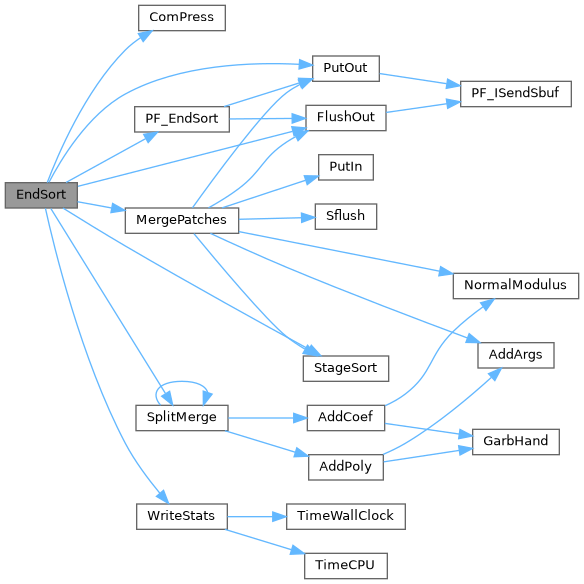 ComPress
PutOut
PF_ISendSbuf
PF_EndSort
FlushOut
PutIn
EndSort
MergePatches
Sflush
NormalModulus
AddArgs
StageSort
SplitMerge
AddCoef
GarbHand
AddPoly
WriteStats
TimeWallClock
TimeCPU